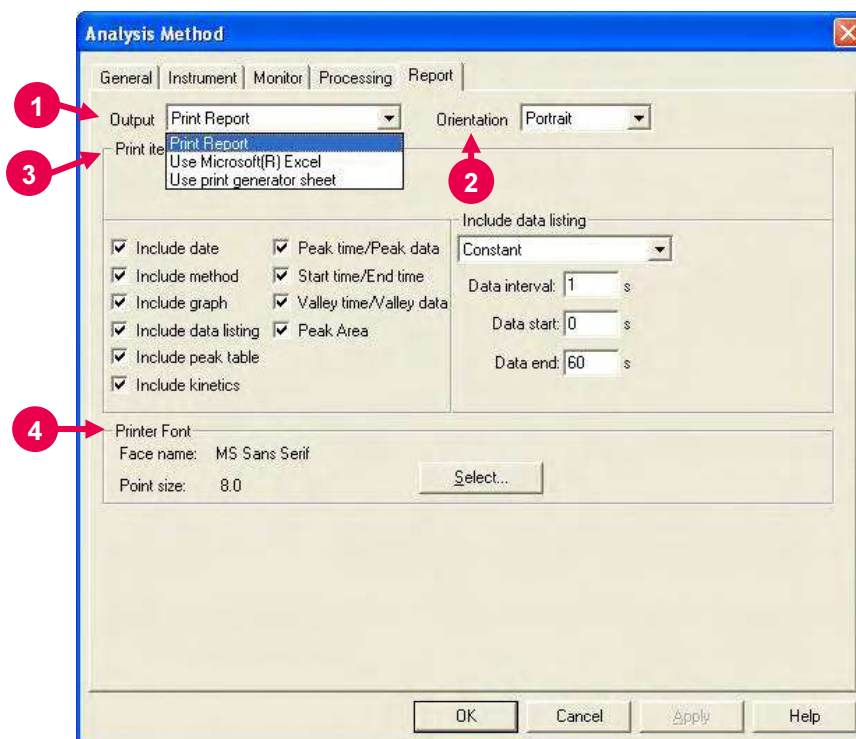 Analysis Method
General Instrument Monitor Processing Report
1
Output Print Report
Orientation Portrait
Print Report
Use Microsoft(R) Excel
Use print generator sheet
2
3
Print ite
Include date
Include method
Include graph
Include data listing
Include peak table
Include kinetics
Peak time/Peak data
Start time/End time
Valley time/Valley data
Peak Area
Include data listing
Constant
Data interval: 1 s
Data start: 0 s
Data end: 60 s
4
Printer Font
Face name: MS Sans Serif
Point size: 8.0
Select...
OK Cancel Apply Help